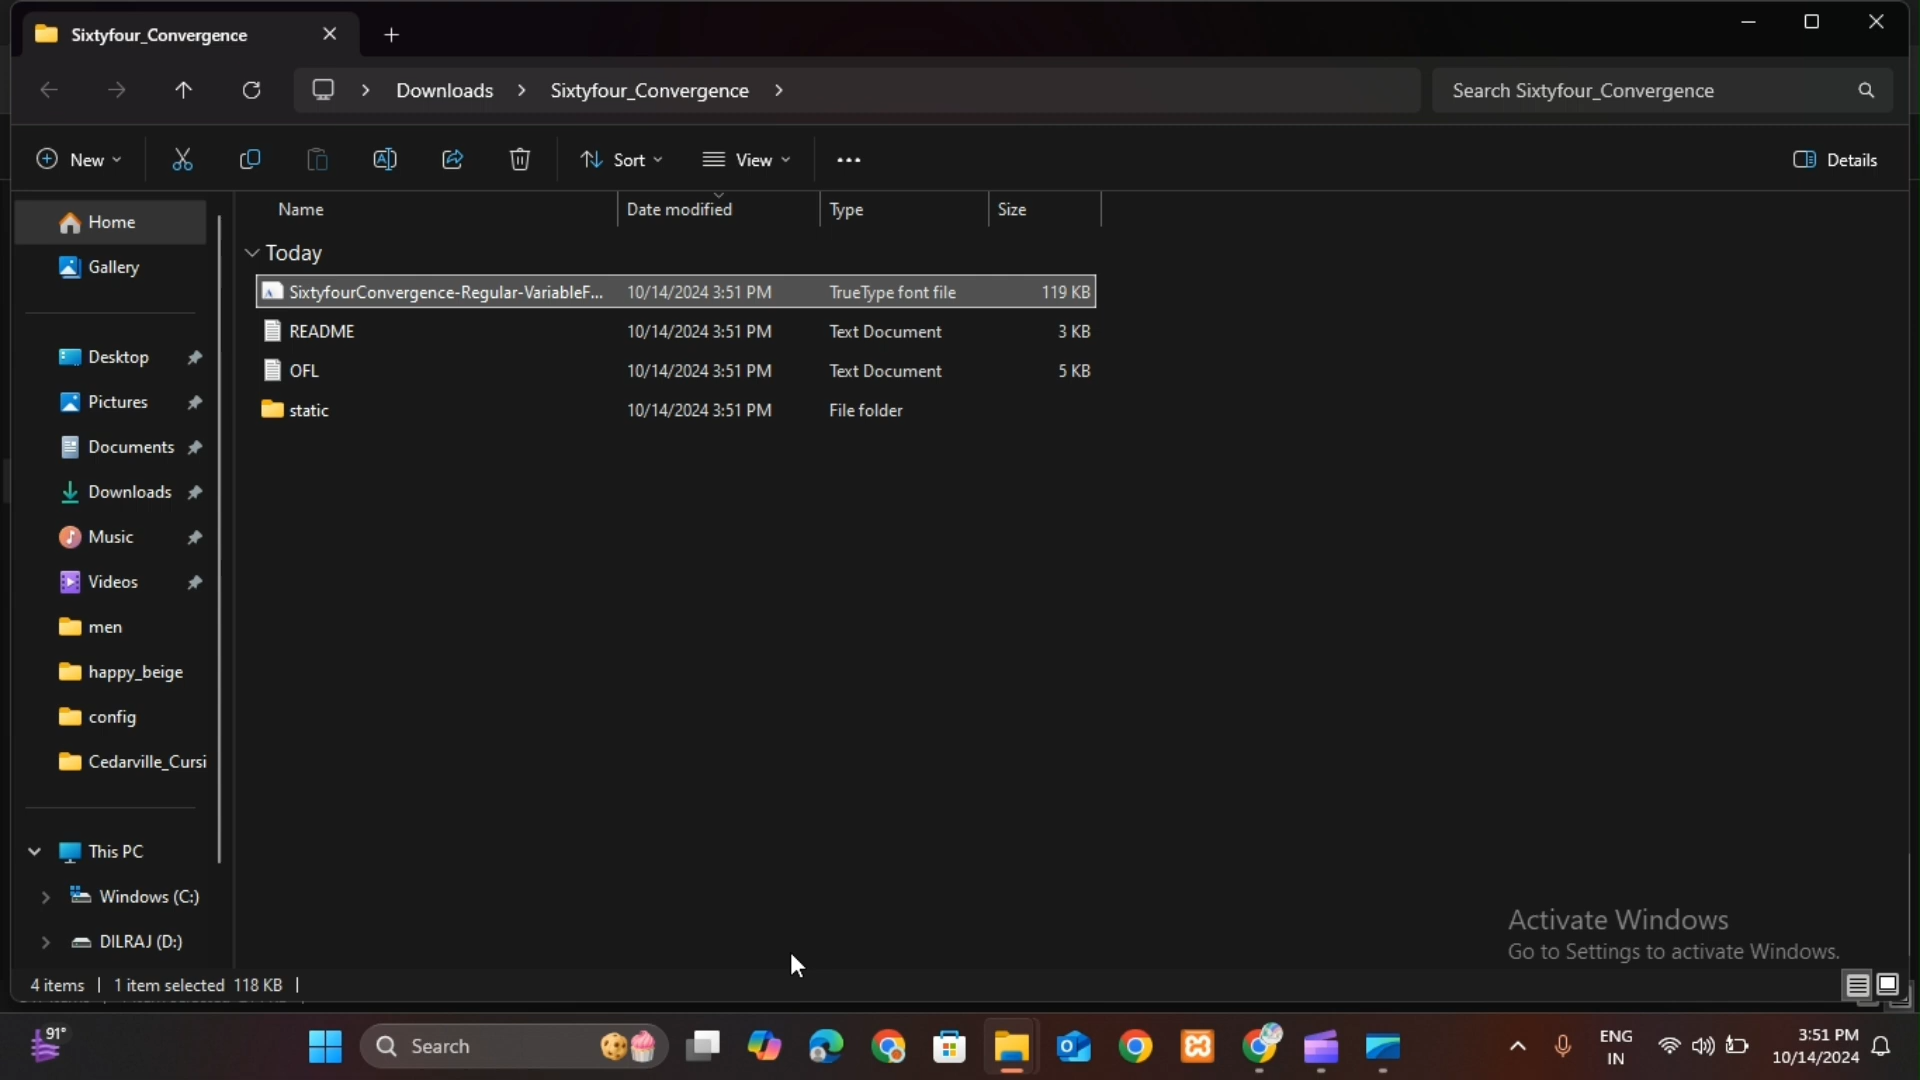 Sixtyfour_Convergence
Downloads
Sixtyfour_Convergence
Search Sixtyfour_Convergence
New
Sort
View
Details
Name
Date modified
Type
Size
Today
SixtyfourConvergence-Regular-VariableF... 10/14/2024 3:51 PM TrueType font file 119 KB
README 10/14/2024 3:51 PM Text Document 3 KB
OFL 10/14/2024 3:51 PM Text Document 5 KB
static 10/14/2024 3:51 PM File folder
Home
Gallery
Desktop
Pictures
Documents
Downloads
Music
Videos
men
happy_beige
config
Cedarville_Cursi
This PC
Windows (C:)
DILRAJ (D:)
Activate Windows
Go to Settings to activate Windows.
4 items 1 item selected 118 KB
91°
Search
ENG
IN
3:51 PM
10/14/2024